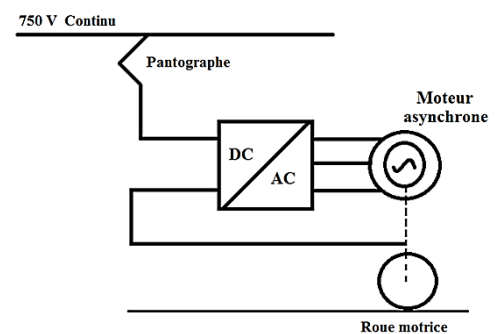 750 V Continu
Pantographe
Moteur
asynchrone
DC
AC
Roue motrice